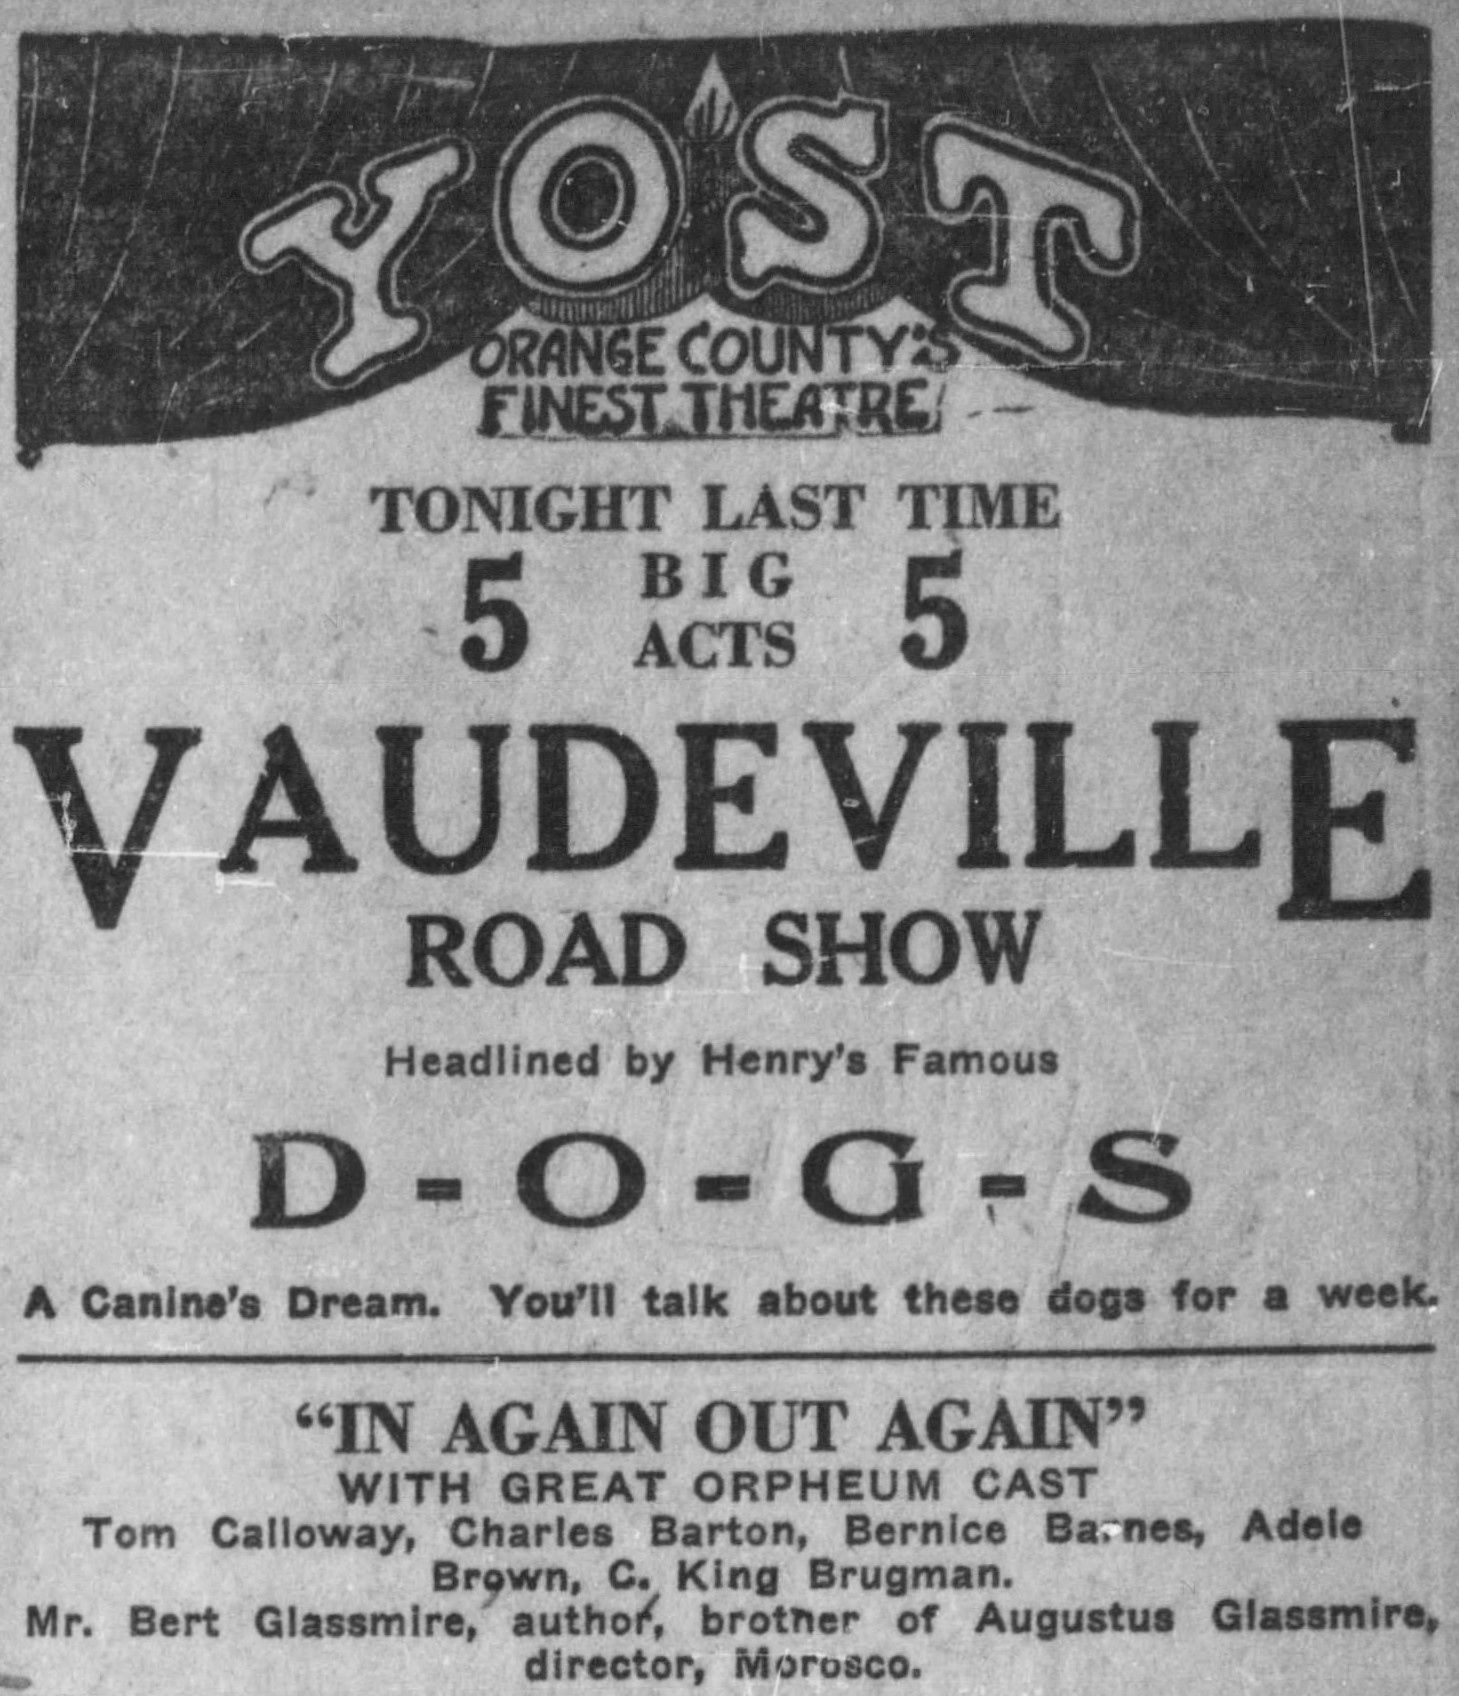 YOST
ORANGE COUNTY'S
FINEST THEATRE
TONIGHT LAST TIME
5 BIG ACTS 5
VAUDEVILLE
ROAD SHOW
Headlined by Henry's Famous
D-O-G-S
A Canine's Dream. You'll talk about these dogs for a week.
"IN AGAIN OUT AGAIN"
WITH GREAT ORPHEUM CAST
Tom Calloway, Charles Barton, Bernice Barnes, Adele
Brown, C. King Brugman.
Mr. Bert Glassmire, author, brother of Augustus Glassmire,
director, Morosco.